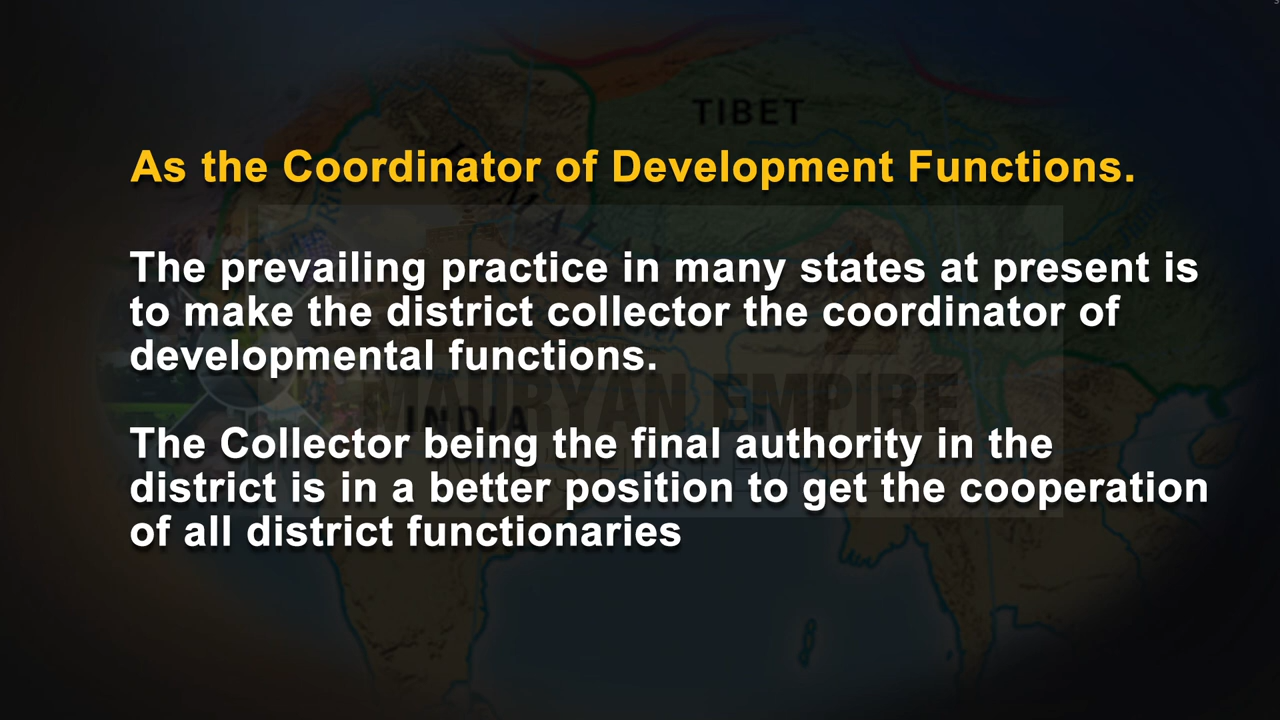 TIBET
As the Coordinator of Development Functions.
The prevailing practice in many states at present is
to make the district collector the coordinator of
developmental functions.
MAURYAN EMPIRE
INDIA
The Collector being the final authority in the
district is in a better position to get the cooperation
of all district functionaries